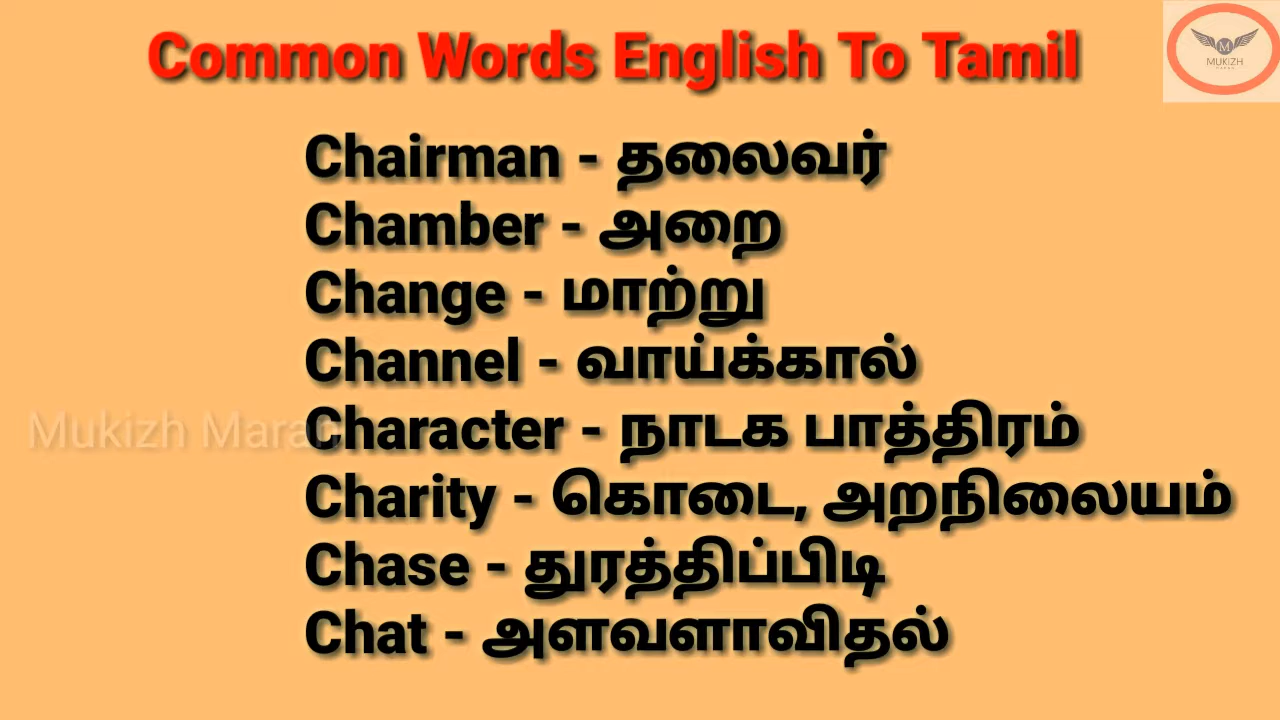 Common Words English To Tamil
M
MUKIZH
Chairman - தலைவர்
Chamber - அறை
Change - மாற்று
Channel - வாய்க்கால்
Mukizh Maran
Character - நாடக பாத்திரம்
Charity - கொடை, அறநிலையம்
Chase - துரத்திப்பிடி
Chat - அளவளாவிதல்